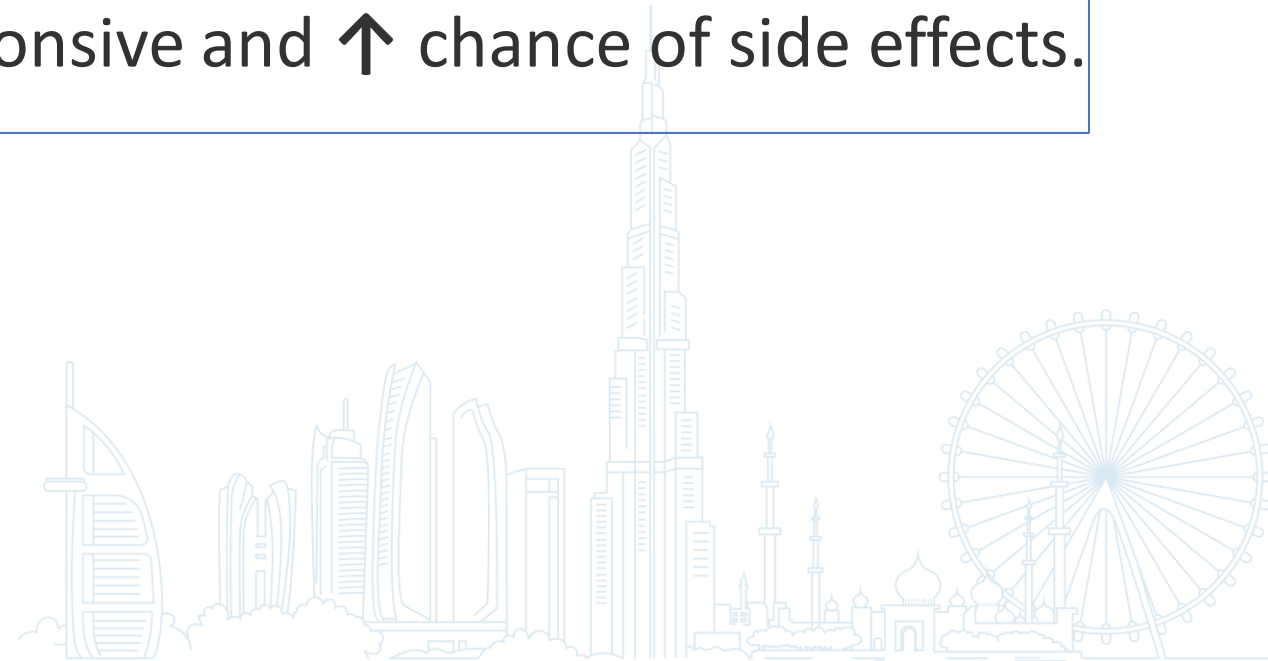 onsive and ↑ chance of side effects.